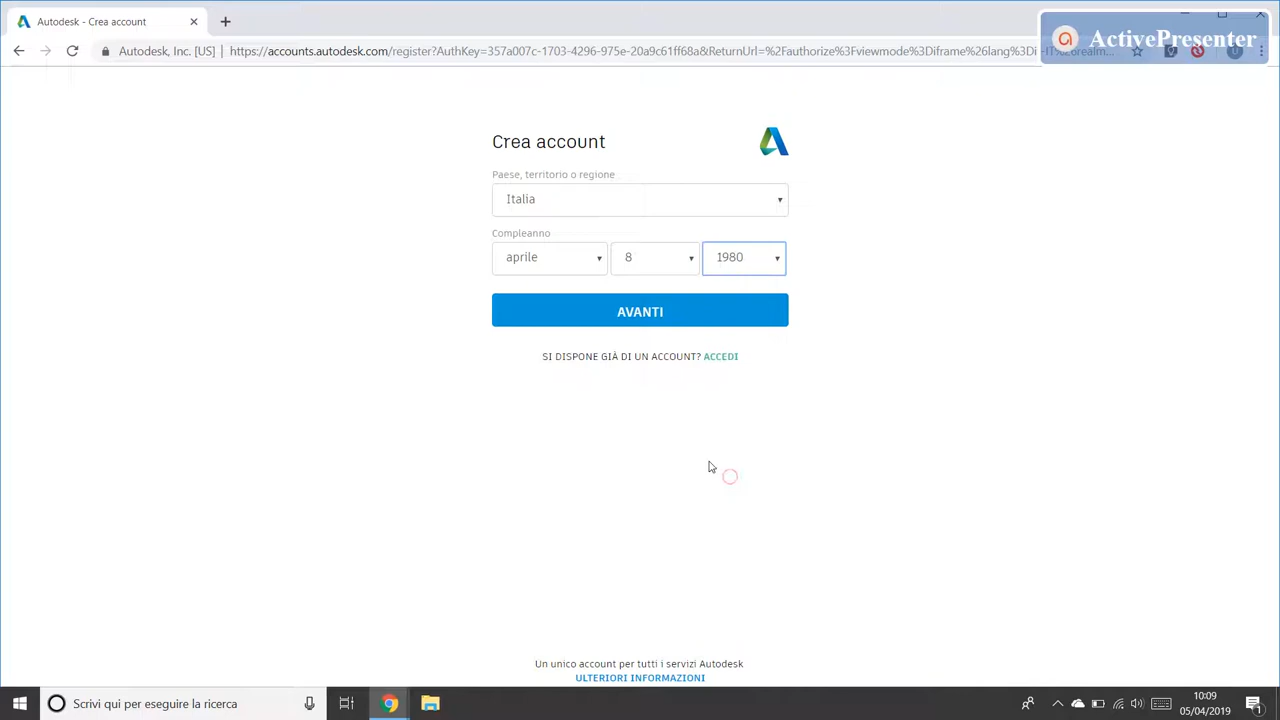 Autodesk - Crea account
ActivePresenter
Autodesk, Inc. [US] | https://accounts.autodesk.com/register?AuthKey=357a007c-1703-4296-975e-20a9c61ff68a&ReturnUrl=%2Fauthorize%3Fviewmode%3Diframe%26lang%3D
Crea account
Paese, territorio o regione
Italia
Compleanno
aprile 8 1980
AVANTI
SI DISPONE GIÀ DI UN ACCOUNT? ACCEDI
Un unico account per tutti i servizi Autodesk
ULTERIORI INFORMAZIONI
Scrivi qui per eseguire la ricerca
10:09
05/04/2019
1